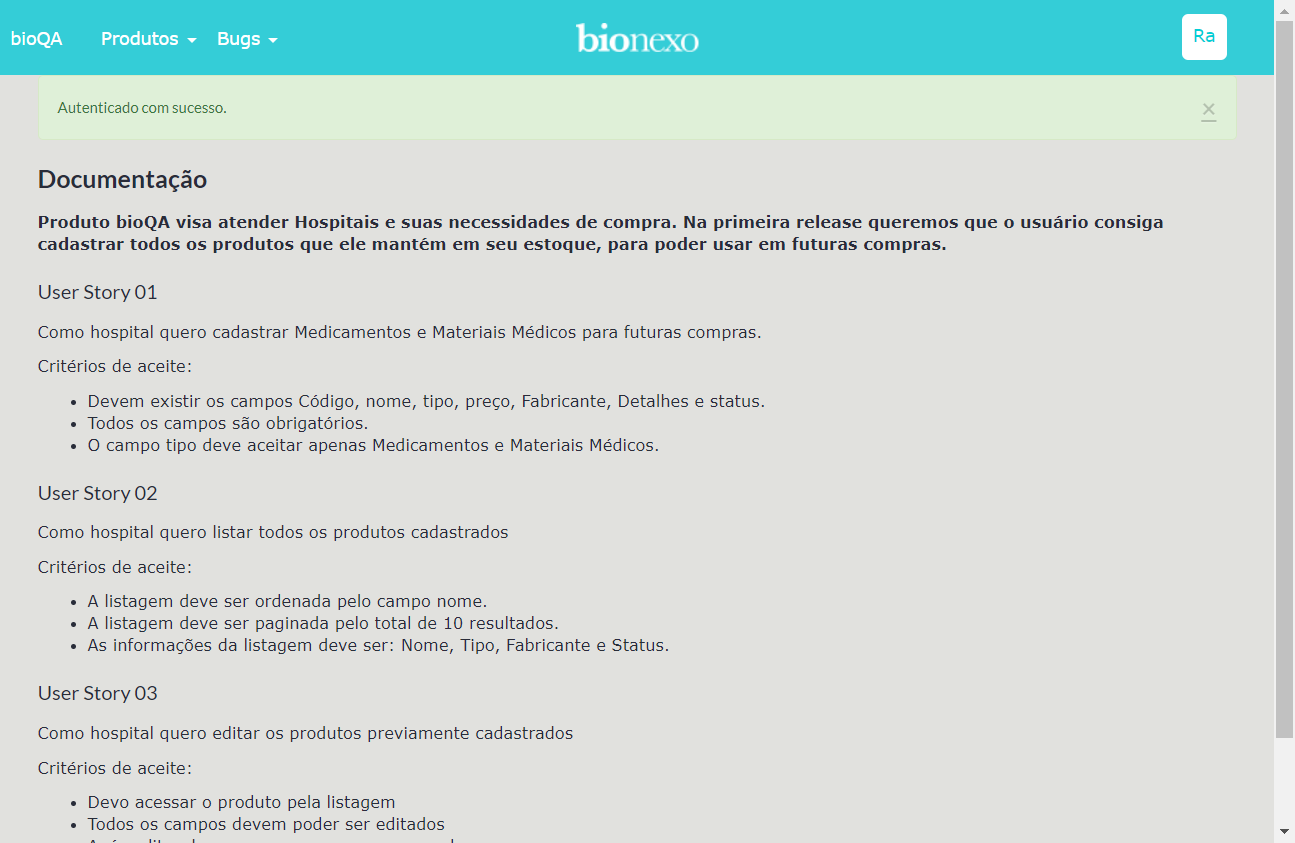 bioQA Produtos Bugs bionexo Ra
Autenticado com sucesso. ×
Documentação
Produto bioQA visa atender Hospitais e suas necessidades de compra. Na primeira release queremos que o usuário consiga
cadastrar todos os produtos que ele mantém em seu estoque, para poder usar em futuras compras.
User Story 01
Como hospital quero cadastrar Medicamentos e Materiais Médicos para futuras compras.
Critérios de aceite:
• Devem existir os campos Código, nome, tipo, preço, Fabricante, Detalhes e status.
• Todos os campos são obrigatórios.
• O campo tipo deve aceitar apenas Medicamentos e Materiais Médicos.
User Story 02
Como hospital quero listar todos os produtos cadastrados
Critérios de aceite:
• A listagem deve ser ordenada pelo campo nome.
• A listagem deve ser paginada pelo total de 10 resultados.
• As informações da listagem deve ser: Nome, Tipo, Fabricante e Status.
User Story 03
Como hospital quero editar os produtos previamente cadastrados
Critérios de aceite:
• Devo acessar o produto pela listagem
• Todos os campos devem poder ser editados